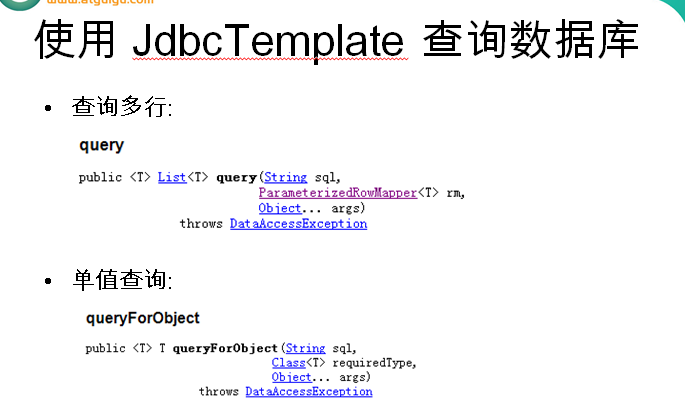 www.atguigu.com
使用 JdbcTemplate 查询数据库
• 查询多行:
query
public <T> List<T> query(String sql,
ParameterizedRowMapper<T> rm,
Object... args)
throws DataAccessException
• 单值查询:
queryForObject
public <T> T queryForObject(String sql,
Class<T> requiredType,
Object... args)
throws DataAccessException